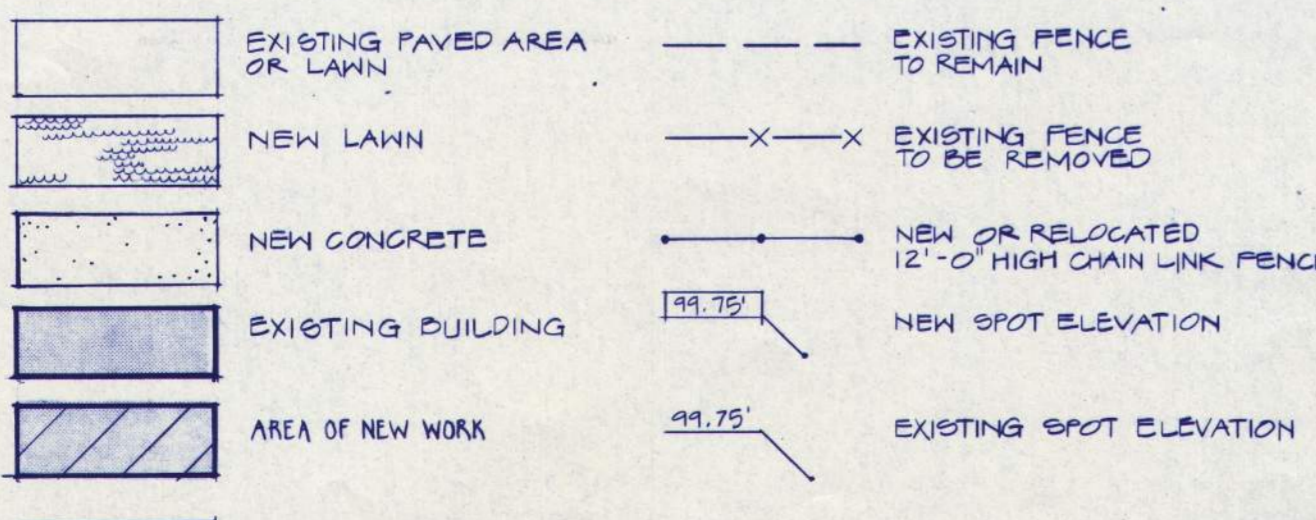 EXISTING PAVED AREA
OR LAWN
NEW LAWN
NEW CONCRETE
EXISTING BUILDING
AREA OF NEW WORK
EXISTING FENCE
TO REMAIN
EXISTING FENCE
TO BE REMOVED
NEW OR RELOCATED
12'-0" HIGH CHAIN LINK FENC
99.75'
NEW SPOT ELEVATION
99.75'
EXISTING SPOT ELEVATION